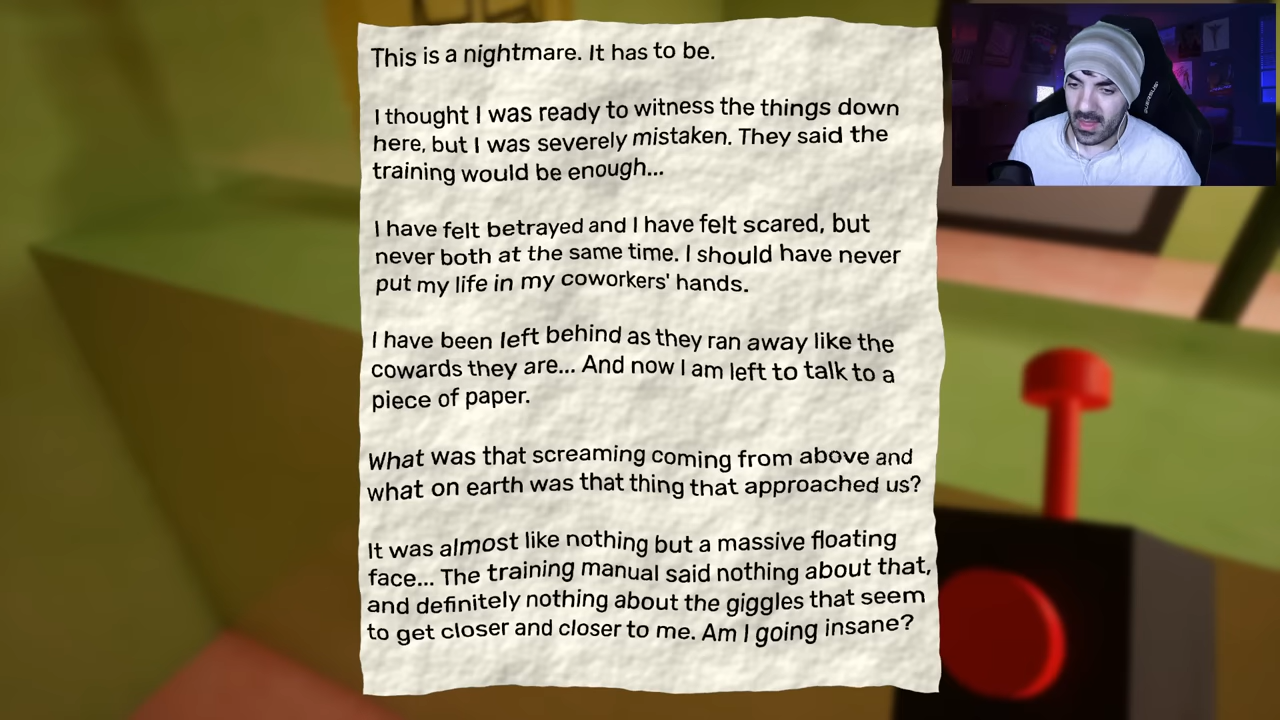 This is a nightmare. It has to be.
I thought I was ready to witness the things down
here, but I was severely mistaken. They said the
training would be enough...
I have felt betrayed and I have felt scared, but
never both at the same time. I should have never
put my life in my coworkers' hands.
I have been left behind as they ran away like the
cowards they are... And now I am left to talk to a
piece of paper.
What was that screaming coming from above and
what on earth was that thing that approached us?
It was almost like nothing but a massive floating
face... The training manual said nothing about that,
and definitely nothing about the giggles that seem
to get closer and closer to me. Am I going insane?